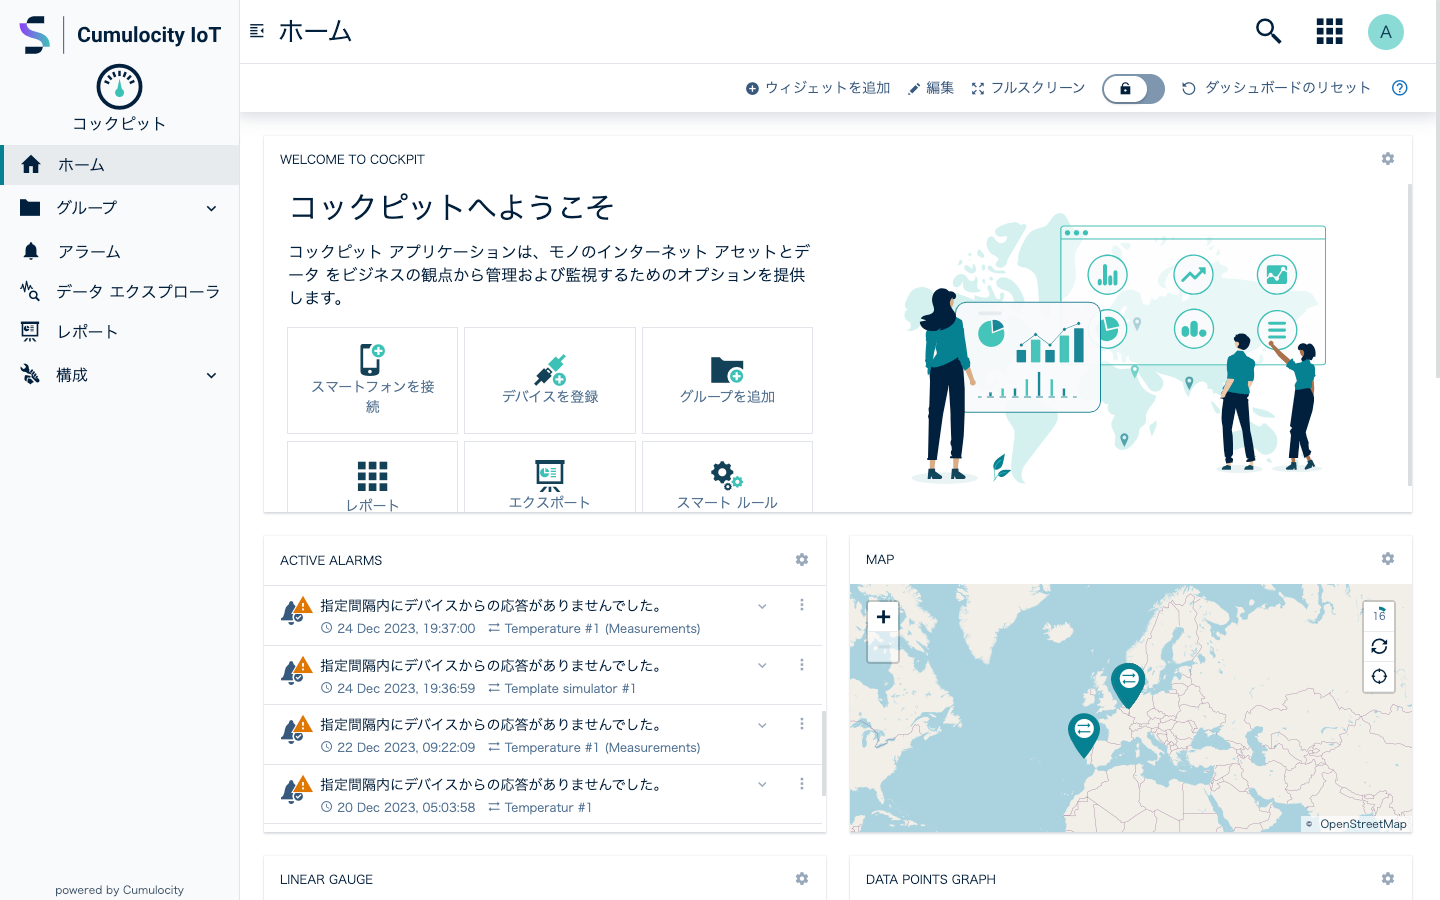 Cumulocity IoT
コックピット
ホーム
グループ
アラーム
データ エクスプローラ
レポート
構成
powered by Cumulocity
ホーム
A
ウィジェットを追加
編集
フルスクリーン
ダッシュボードのリセット
WELCOME TO COCKPIT
コックピットへようこそ
コックピット アプリケーションは、モノのインターネット アセットとデ
ータ をビジネスの観点から管理および監視するためのオプションを提供
します。
スマートフォンを接
続
デバイスを登録
グループを追加
レポート
エクスポート
スマート ルール
ACTIVE ALARMS
指定間隔内にデバイスからの応答がありませんでした。
24 Dec 2023, 19:37:00 Temperature #1 (Measurements)
指定間隔内にデバイスからの応答がありませんでした。
24 Dec 2023, 19:36:59 Template simulator #1
指定間隔内にデバイスからの応答がありませんでした。
22 Dec 2023, 09:22:09 Temperature #1 (Measurements)
指定間隔内にデバイスからの応答がありませんでした。
20 Dec 2023, 05:03:58 Temperatur #1
MAP
+
16
© OpenStreetMap
LINEAR GAUGE
DATA POINTS GRAPH